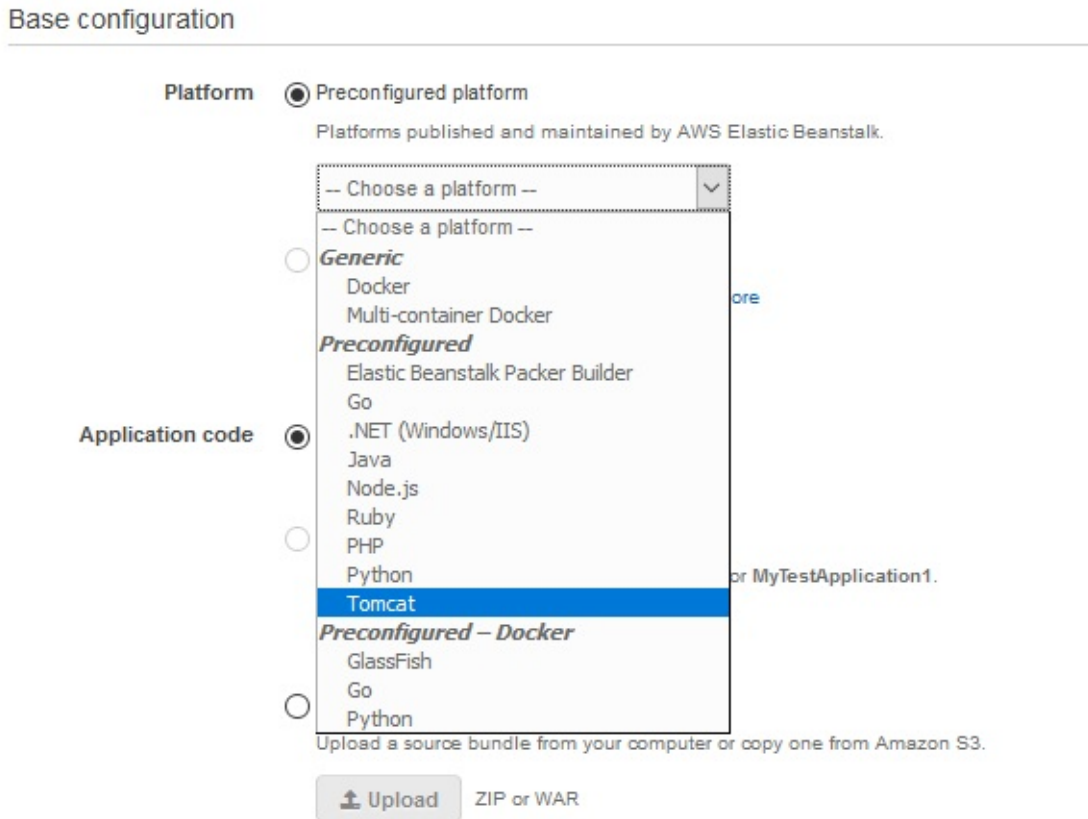 Base configuration
Platform
Preconfigured platform
Platforms published and maintained by AWS Elastic Beanstalk.
-- Choose a platform --
-- Choose a platform --
Generic
Docker
Multi-container Docker
ore
Preconfigured
Elastic Beanstalk Packer Builder
Go
.NET (Windows/IIS)
Application code
Java
Node.js
Ruby
PHP
Python
or MyTestApplication1.
Tomcat
Preconfigured – Docker
GlassFish
Go
Python
Upload a source bundle from your computer or copy one from Amazon S3.
Upload
ZIP or WAR